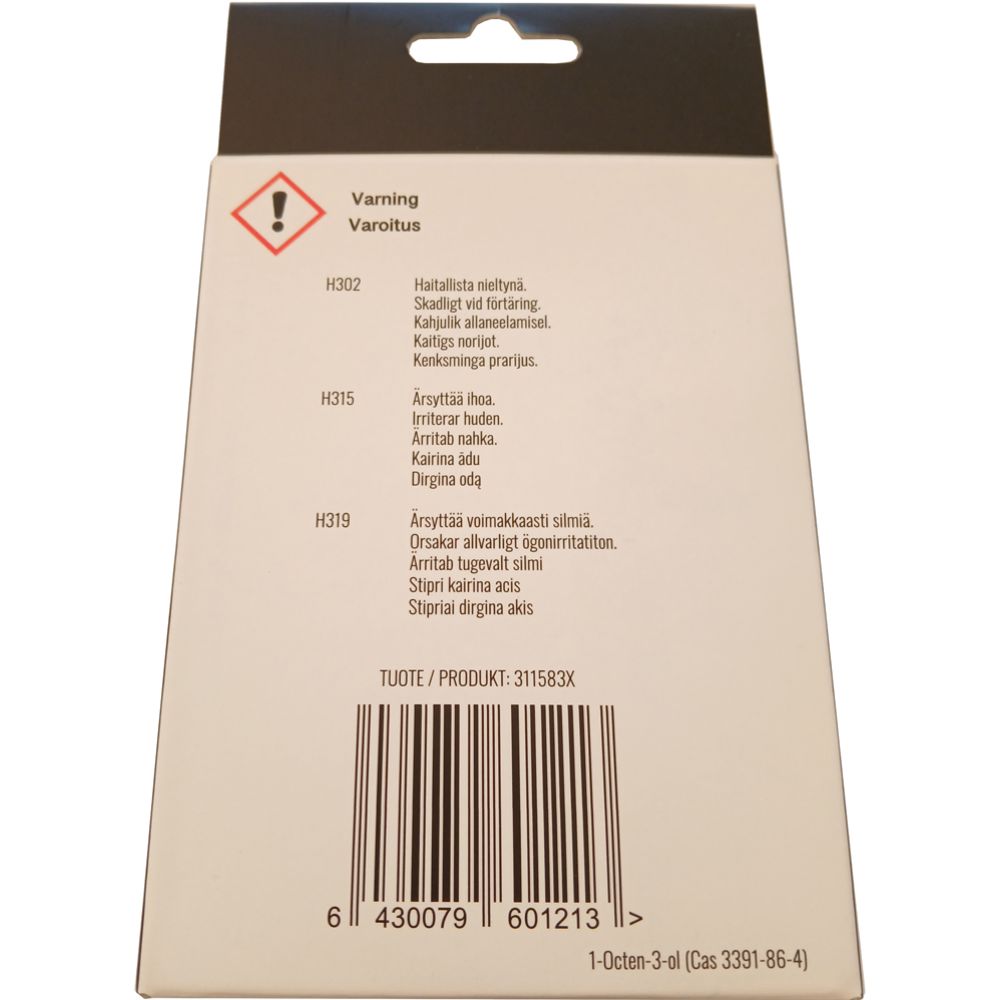 Varning
Varoitus
H302
Haitallista nieltynä.
Skadligt vid förtäring.
Kahjulik allaneelamisel.
Kaitīgs norijot.
Kenksminga prarijus.
H315
Ärsyttää ihoa.
Irriterar huden.
Ärritab nahka.
Kairina ādu
Dirgina odą
H319
Ärsyttää voimakkaasti silmiä.
Orsakar allvarligt ögonirritatiton.
Ärritab tugevalt silmi
Stipri kairina acis
Stipriai dirgina akis
TUOTE / PRODUKT: 311583X
6 430079 601213 >
1-Octen-3-ol (Cas 3391-86-4)